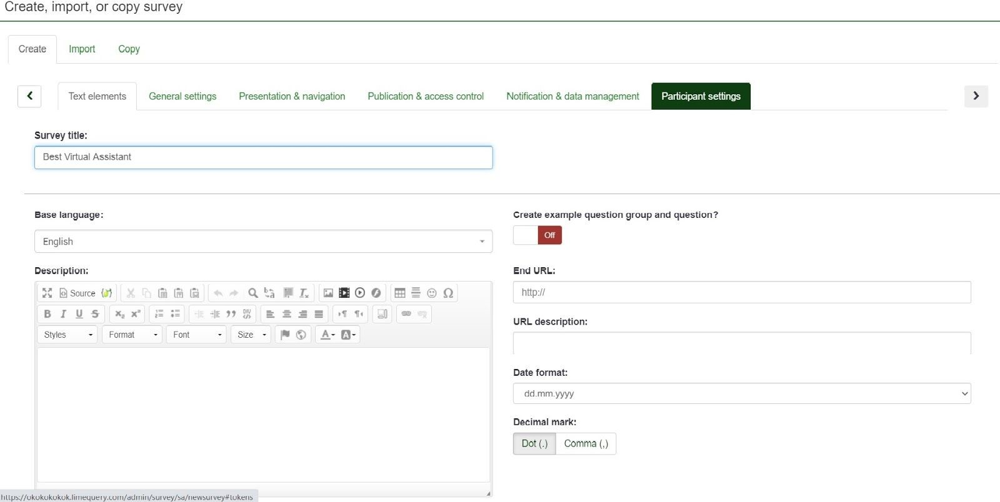 Create, import, or copy survey
Create Import Copy
Text elements General settings Presentation & navigation Publication & access control Notification & data management Participant settings
Survey title:
Best Virtual Assistant
Base language:
English
Create example question group and question?
Off
Description:
Source
Styles Format Font Size
End URL:
http://
URL description:
Date format:
dd.mm.yyyy
Decimal mark:
Dot (.) Comma (,)
https://okokokokok.limequery.com/admin/survey/sa/newsurvey#tokens